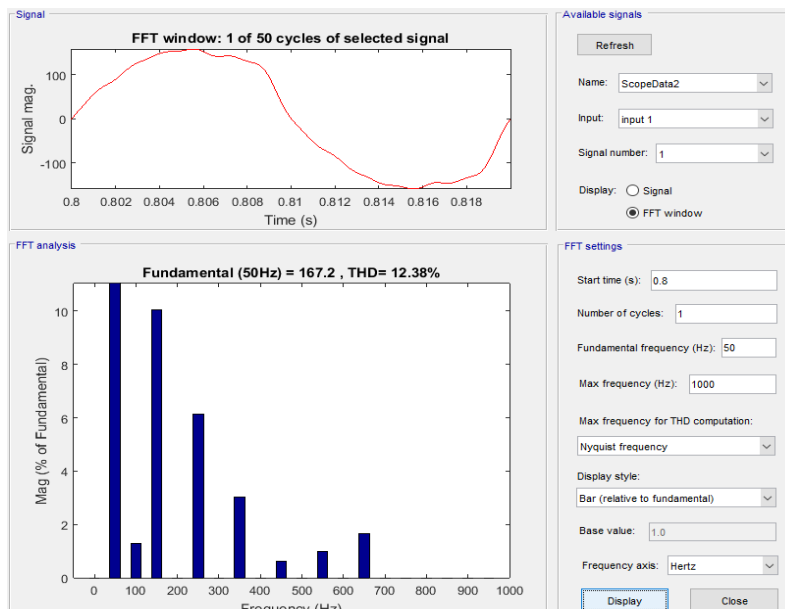 Signal
FFT window: 1 of 50 cycles of selected signal
100
0
-100
Signal mag.
0.8 0.802 0.804 0.806 0.808 0.81 0.812 0.814 0.816 0.818
Time (s)
Available signals
Refresh
Name: ScopeData2
Input: input 1
Signal number: 1
Display: Signal
FFT window
FFT analysis
Fundamental (50Hz) = 167.2 , THD= 12.38%
10
8
6
4
2
0
Mag (% of Fundamental)
0 100 200 300 400 500 600 700 800 900 1000
Frequency (Hz)
FFT settings
Start time (s): 0.8
Number of cycles: 1
Fundamental frequency (Hz): 50
Max frequency (Hz): 1000
Max frequency for THD computation:
Nyquist frequency
Display style:
Bar (relative to fundamental)
Base value: 1.0
Frequency axis: Hertz
Display Close